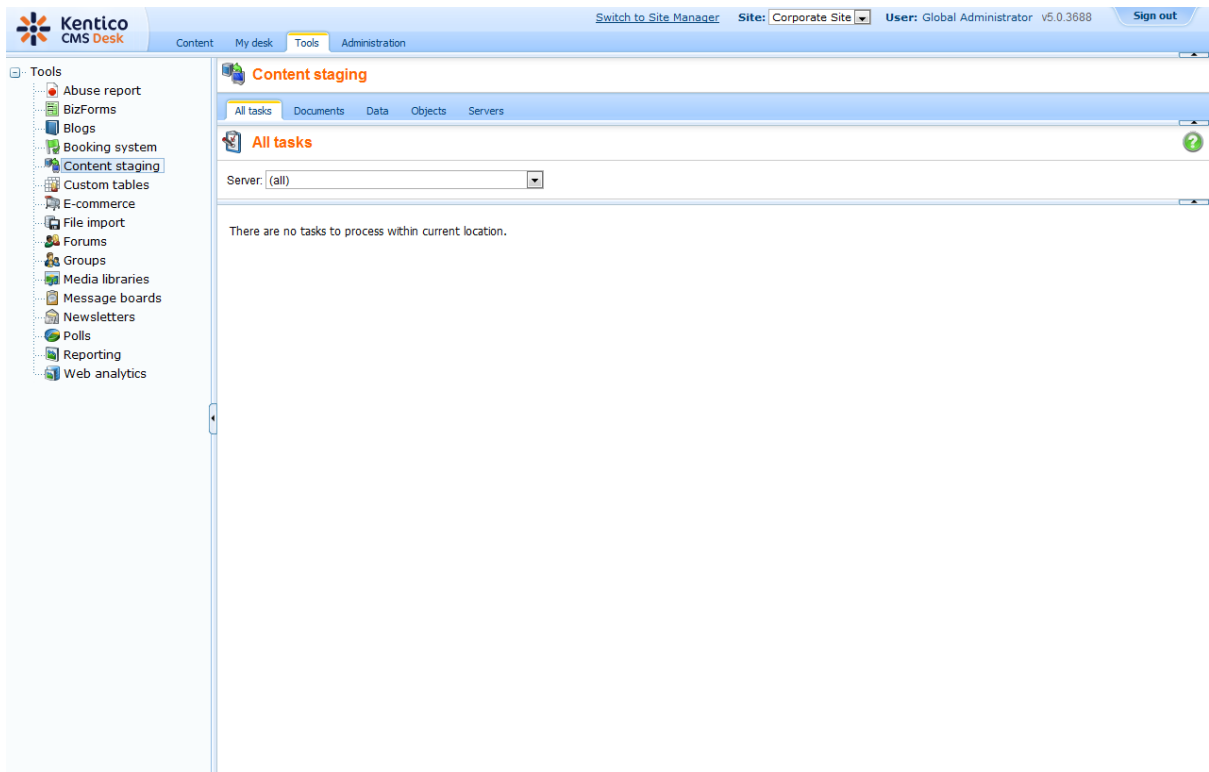 Kentico
CMS Desk
Switch to Site Manager Site: Corporate Site User: Global Administrator v5.0.3688 Sign out
Content My desk Tools Administration
Tools
Abuse report
BizForms
Blogs
Booking system
Content staging
Custom tables
E-commerce
File import
Forums
Groups
Media libraries
Message boards
Newsletters
Polls
Reporting
Web analytics
Content staging
All tasks Documents Data Objects Servers
All tasks
Server: (all)
There are no tasks to process within current location.